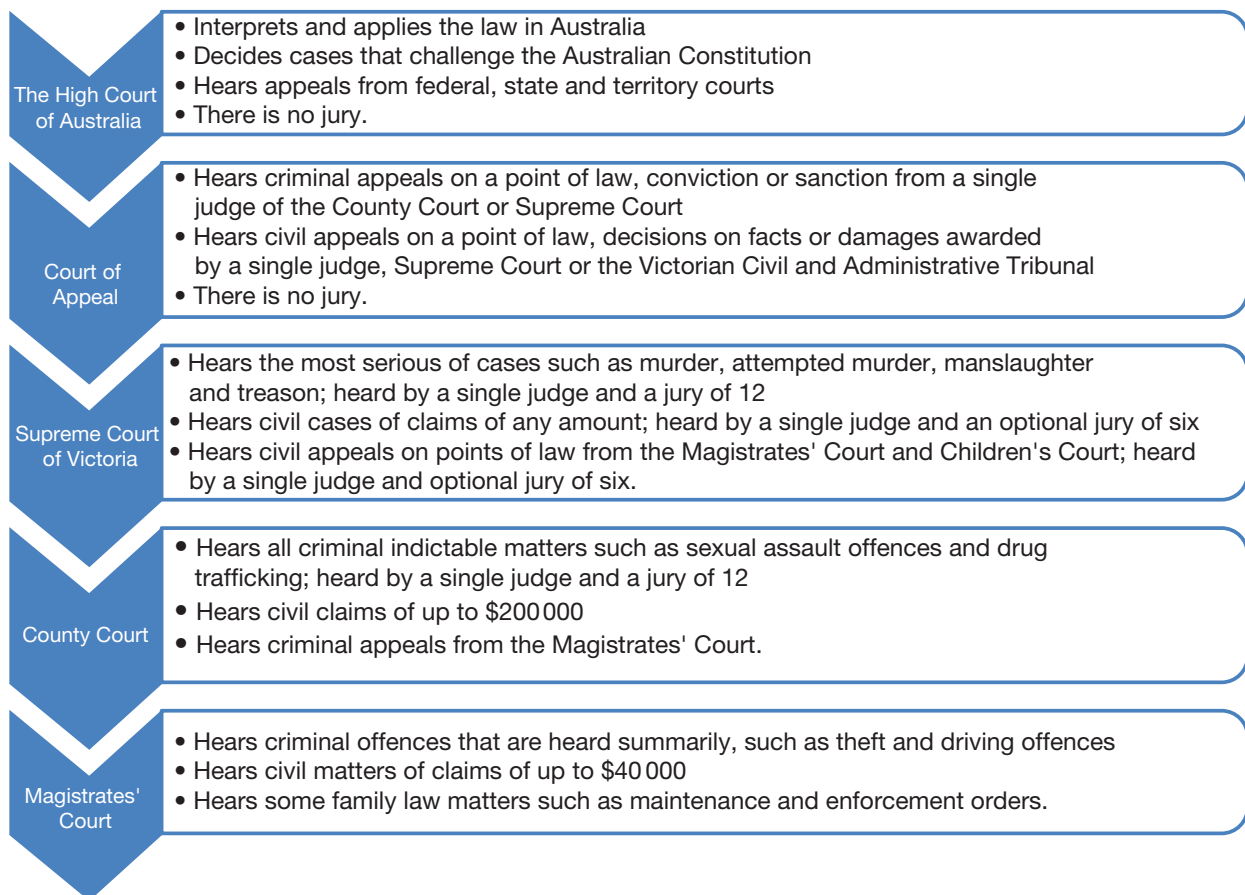 The High Court
of Australia
• Interprets and applies the law in Australia
• Decides cases that challenge the Australian Constitution
• Hears appeals from federal, state and territory courts
• There is no jury.
Court of
Appeal
• Hears criminal appeals on a point of law, conviction or sanction from a single
judge of the County Court or Supreme Court
• Hears civil appeals on a point of law, decisions on facts or damages awarded
by a single judge, Supreme Court or the Victorian Civil and Administrative Tribunal
• There is no jury.
Supreme Court
of Victoria
• Hears the most serious of cases such as murder, attempted murder, manslaughter
and treason; heard by a single judge and a jury of 12
• Hears civil cases of claims of any amount; heard by a single judge and an optional jury of six
• Hears civil appeals on points of law from the Magistrates' Court and Children's Court; heard
by a single judge and optional jury of six.
County Court
• Hears all criminal indictable matters such as sexual assault offences and drug
trafficking; heard by a single judge and a jury of 12
• Hears civil claims of up to $200 000
• Hears criminal appeals from the Magistrates' Court.
Magistrates'
Court
• Hears criminal offences that are heard summarily, such as theft and driving offences
• Hears civil matters of claims of up to $40 000
• Hears some family law matters such as maintenance and enforcement orders.